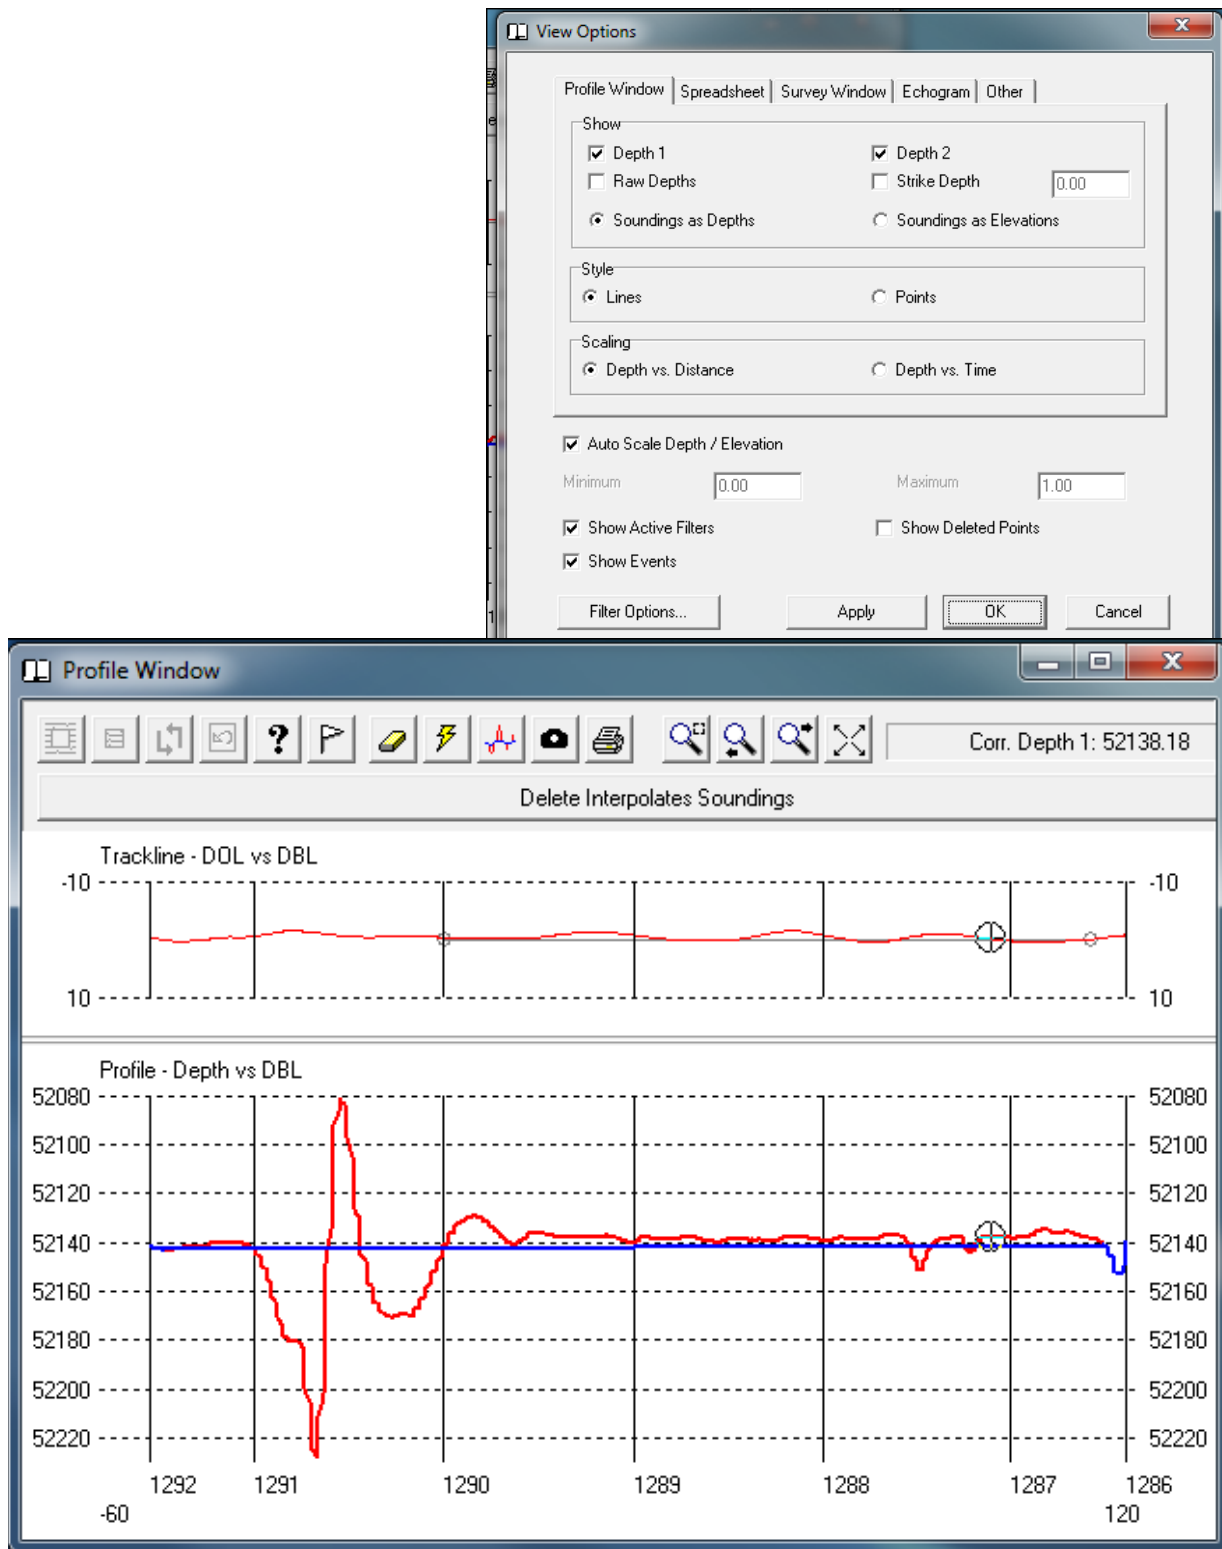 View Options
Profile Window Spreadsheet Survey Window Echogram Other
Show
Depth 1 Depth 2
Raw Depths Strike Depth 0.00
Soundings as Depths Soundings as Elevations
Style
Lines Points
Scaling
Depth vs. Distance Depth vs. Time
Auto Scale Depth / Elevation
Minimum 0.00 Maximum 1.00
Show Active Filters Show Deleted Points
Show Events
Filter Options... Apply OK Cancel
Profile Window
Corr. Depth 1: 52138.18
Delete Interpolates Soundings
Trackline - DOL vs DBL
-10 -10
10 10
Profile - Depth vs DBL
52080 52080
52100 52100
52120 52120
52140 52140
52160 52160
52180 52180
52200 52200
52220 52220
1292 1291 1290 1289 1288 1287 1286
-60 120